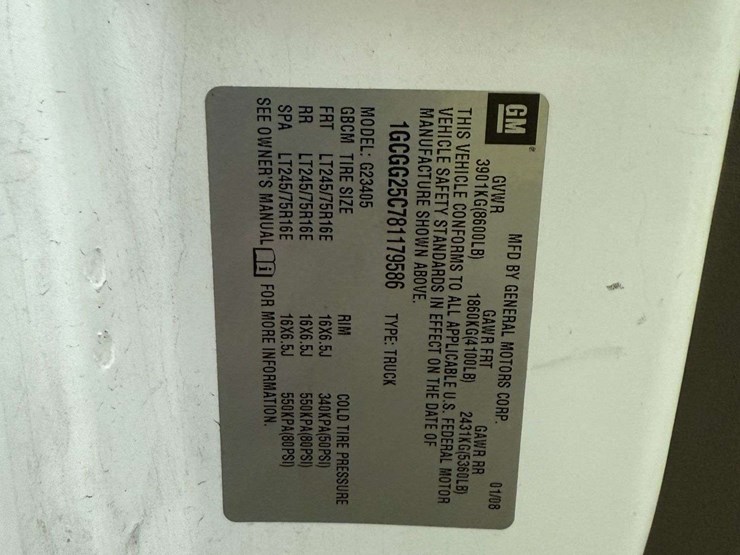 GM ®
MFD BY GENERAL MOTORS CORP. 01/08
GVWR GAWR FRT GAWR RR
3901KG(8600LB) 1860KG(4100LB) 2431KG(5360LB)
THIS VEHICLE CONFORMS TO ALL APPLICABLE U.S. FEDERAL MOTOR
VEHICLE SAFETY STANDARDS IN EFFECT ON THE DATE OF
MANUFACTURE SHOWN ABOVE.
1GCGG25C781179586 TYPE: TRUCK
MODEL: G23405
GBCM TIRE SIZE RIM COLD TIRE PRESSURE
FRT LT245/75R16E 16X6.5J 340KPA(50PSI)
RR LT245/75R16E 16X6.5J 550KPA(80PSI)
SPA LT245/75R16E 16X6.5J 550KPA(80PSI)
SEE OWNER'S MANUAL FOR MORE INFORMATION.